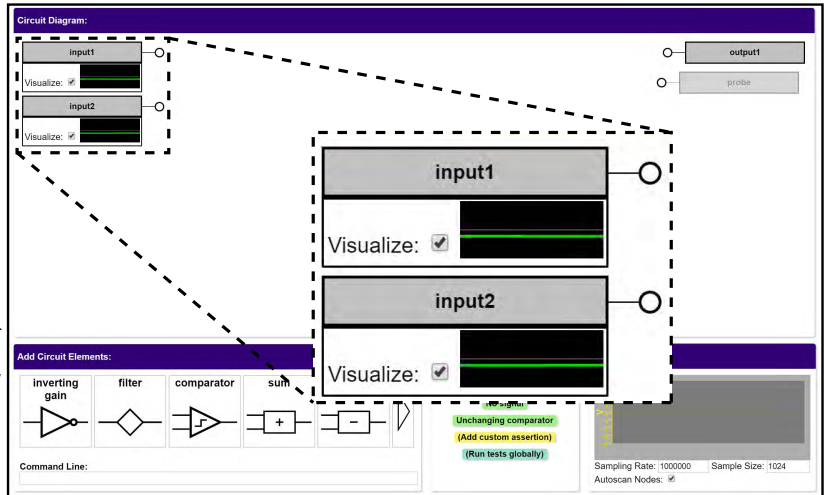 Circuit Diagram:
input1
Visualize:
input2
Visualize:
output1
probe
input1
Visualize:
input2
Visualize:
Add Circuit Elements:
inverting gain
filter
comparator
sum
No signal
Unchanging comparator
(Add custom assertion)
(Run tests globally)
Command Line:
Sampling Rate: 1000000 Sample Size: 1024
Autoscan Nodes: